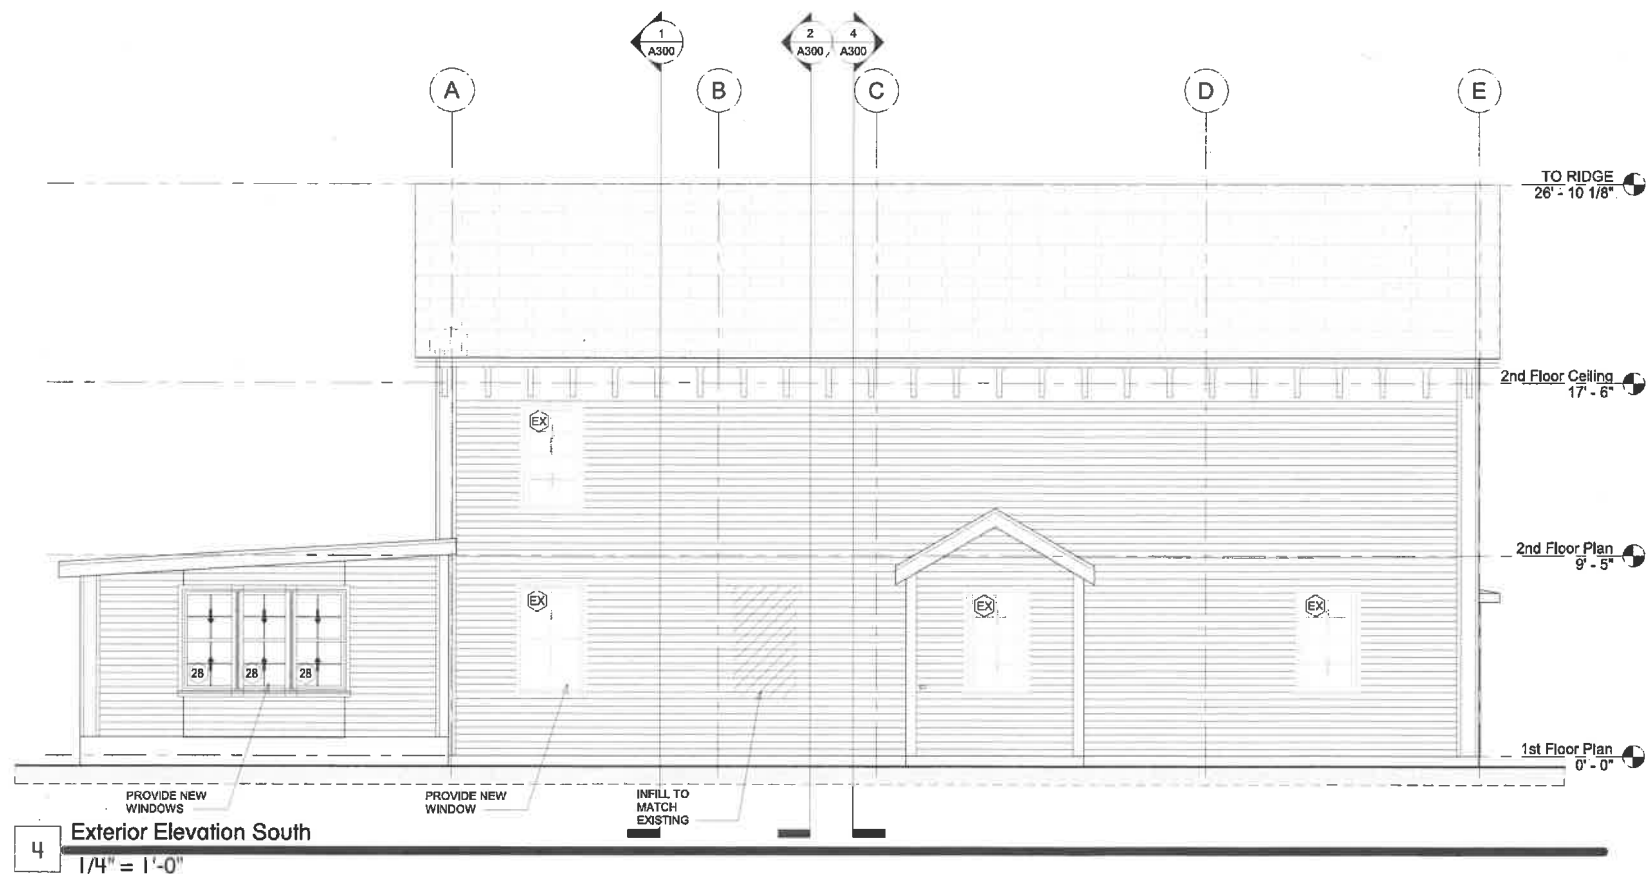 1
A300
2
A300
4
A300
A
B
C
D
E
TO RIDGE
26' - 10 1/8"
2nd Floor Ceiling
17' - 6"
EX
2nd Floor Plan
9' - 5"
EX
EX
EX
28
28
28
1st Floor Plan
0' - 0"
PROVIDE NEW
WINDOWS
PROVIDE NEW
WINDOW
INFILL TO
MATCH
EXISTING
4
Exterior Elevation South
1/4" = 1'-0"